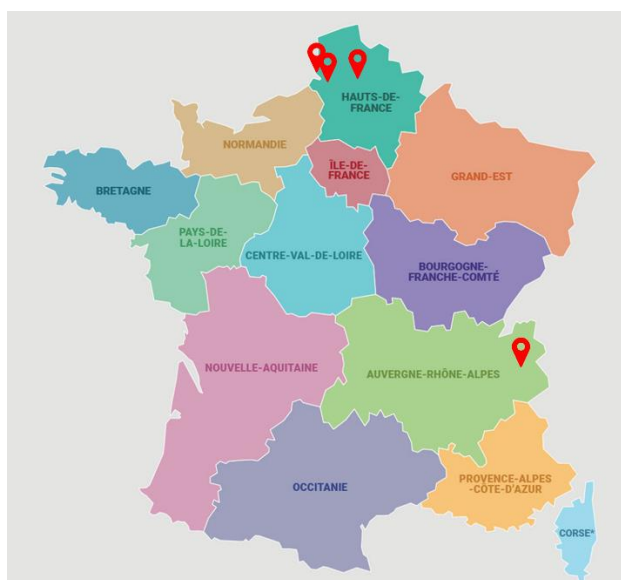 HAUTS-DE-
FRANCE
NORMANDIE
ÎLE-DE-
FRANCE
GRAND-EST
BRETAGNE
PAYS-DE-
LA-LOIRE
CENTRE-VAL-DE-LOIRE
BOURGOGNE-
FRANCHE-COMTÉ
NOUVELLE-AQUITAINE
AUVERGNE-RHÔNE-ALPES
OCCITANIE
PROVENCE-ALPES
-CÔTE-D'AZUR
CORSE*